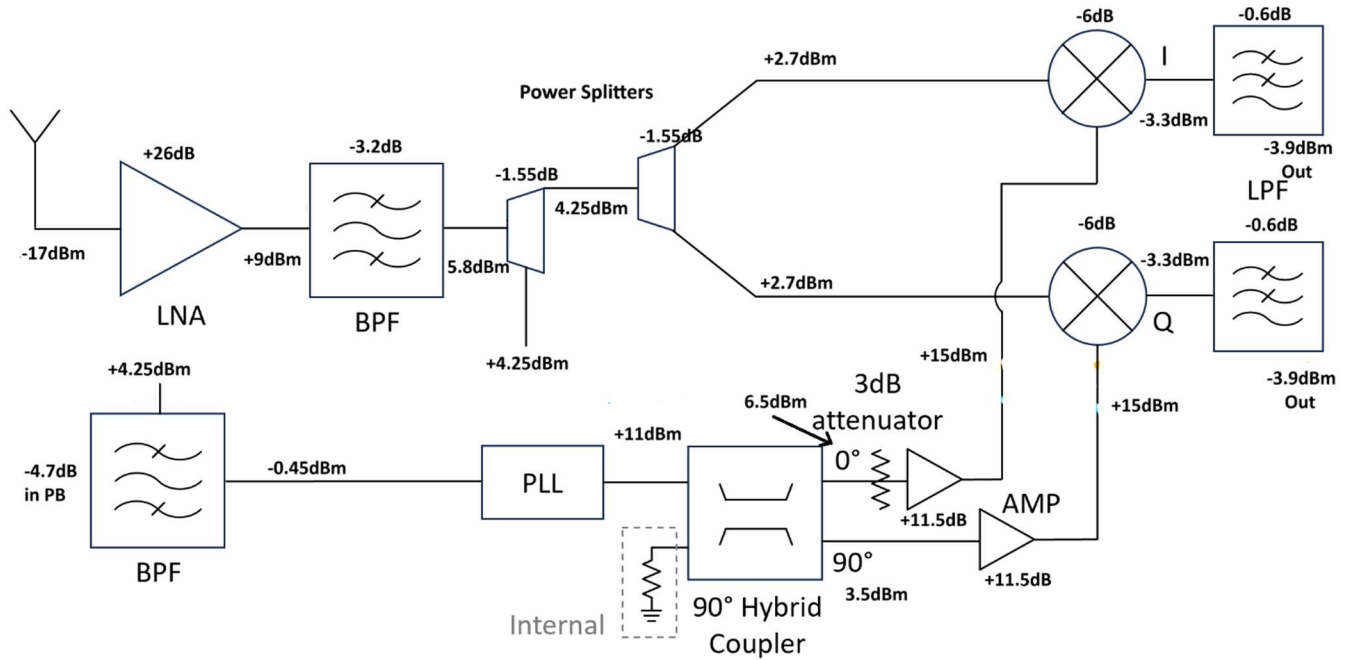 -6dB
-0.6dB
+2.7dBm
I
Power Splitters
-3.3dBm
-1.55dB
+26dB
-3.2dB
-3.9dBm
Out
-1.55dB
LPF
4.25dBm
-6dB
-0.6dB
-17dBm
+9dBm
5.8dBm
-3.3dBm
+2.7dBm
LNA
BPF
Q
+4.25dBm
+15dBm
+4.25dBm
3dB
attenuator
-3.9dBm
Out
6.5dBm
+15dBm
+11dBm
0°
-4.7dB
in PB
-0.45dBm
PLL
AMP
+11.5dB
90°
+11.5dB
BPF
3.5dBm
Internal
90° Hybrid
Coupler